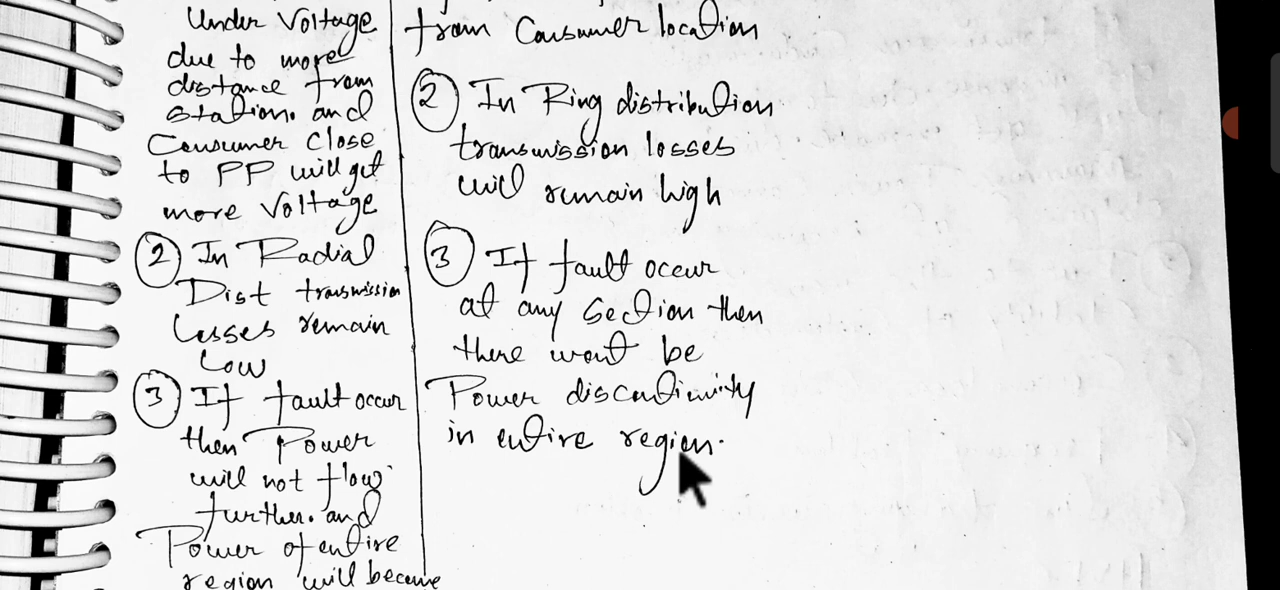 Under Voltage
due to more
distance from
station. and
Consumer Close
to PP will get
more Voltage
② In Radial
Dist transmission
Losses remain
Low
③ If fault occur
then Power
will not flow
further. and
Power of entire
region will become
from Consumer location
② In Ring distribution
transmission losses
will remain high
③ If fault occur
at any Section then
there wont be
Power discontinuity
in entire region.